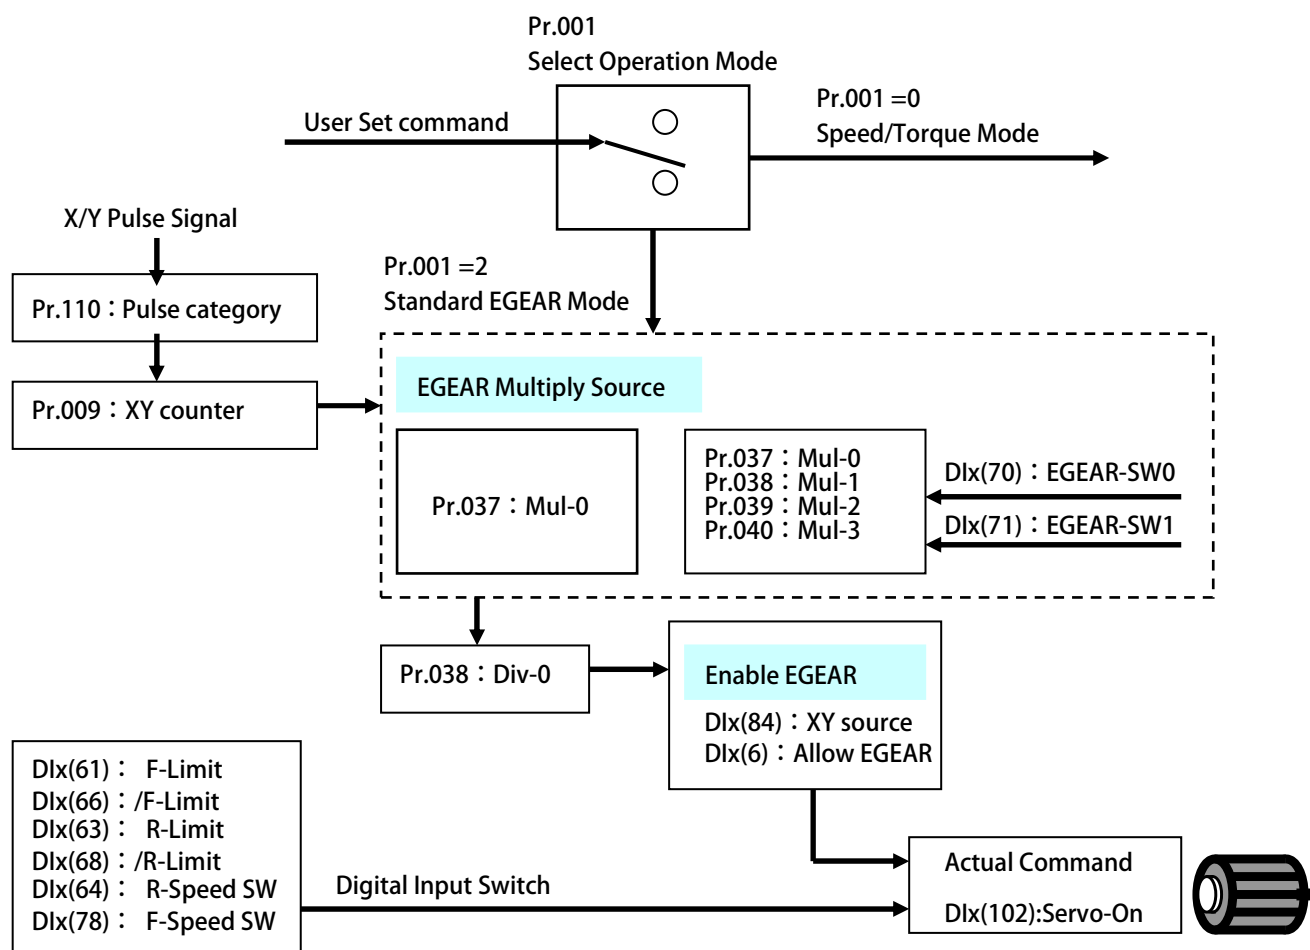 Pr.001
Select Operation Mode
User Set command
Pr.001 =0
Speed/Torque Mode
X/Y Pulse Signal
Pr.110：Pulse category
Pr.001 =2
Standard EGEAR Mode
Pr.009：XY counter
EGEAR Multiply Source
Pr.037：Mul-0
Pr.037：Mul-0
Pr.038：Mul-1
Pr.039：Mul-2
Pr.040：Mul-3
DIx(70)：EGEAR-SW0
DIx(71)：EGEAR-SW1
Pr.038：Div-0
Enable EGEAR
DIx(84)：XY source
DIx(6)：Allow EGEAR
DIx(61)： F-Limit
DIx(66)：/F-Limit
DIx(63)： R-Limit
DIx(68)：/R-Limit
DIx(64)： R-Speed SW
DIx(78)： F-Speed SW
Digital Input Switch
Actual Command
DIx(102):Servo-On